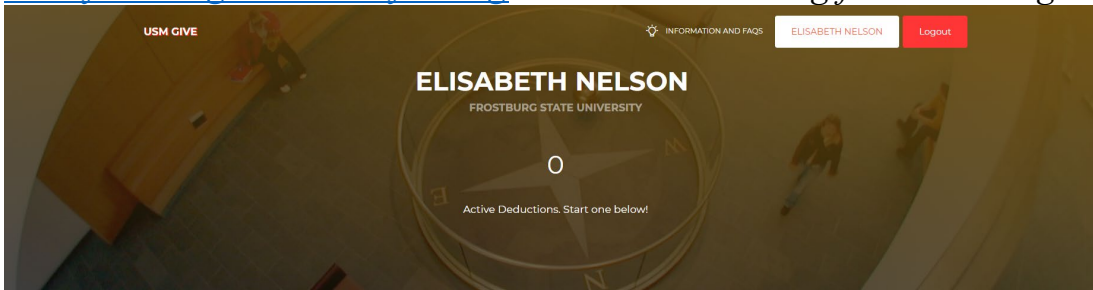 USM GIVE
INFORMATION AND FAQS
ELISABETH NELSON
Logout
ELISABETH NELSON
FROSTBURG STATE UNIVERSITY
0
Active Deductions. Start one below!
W
E
N